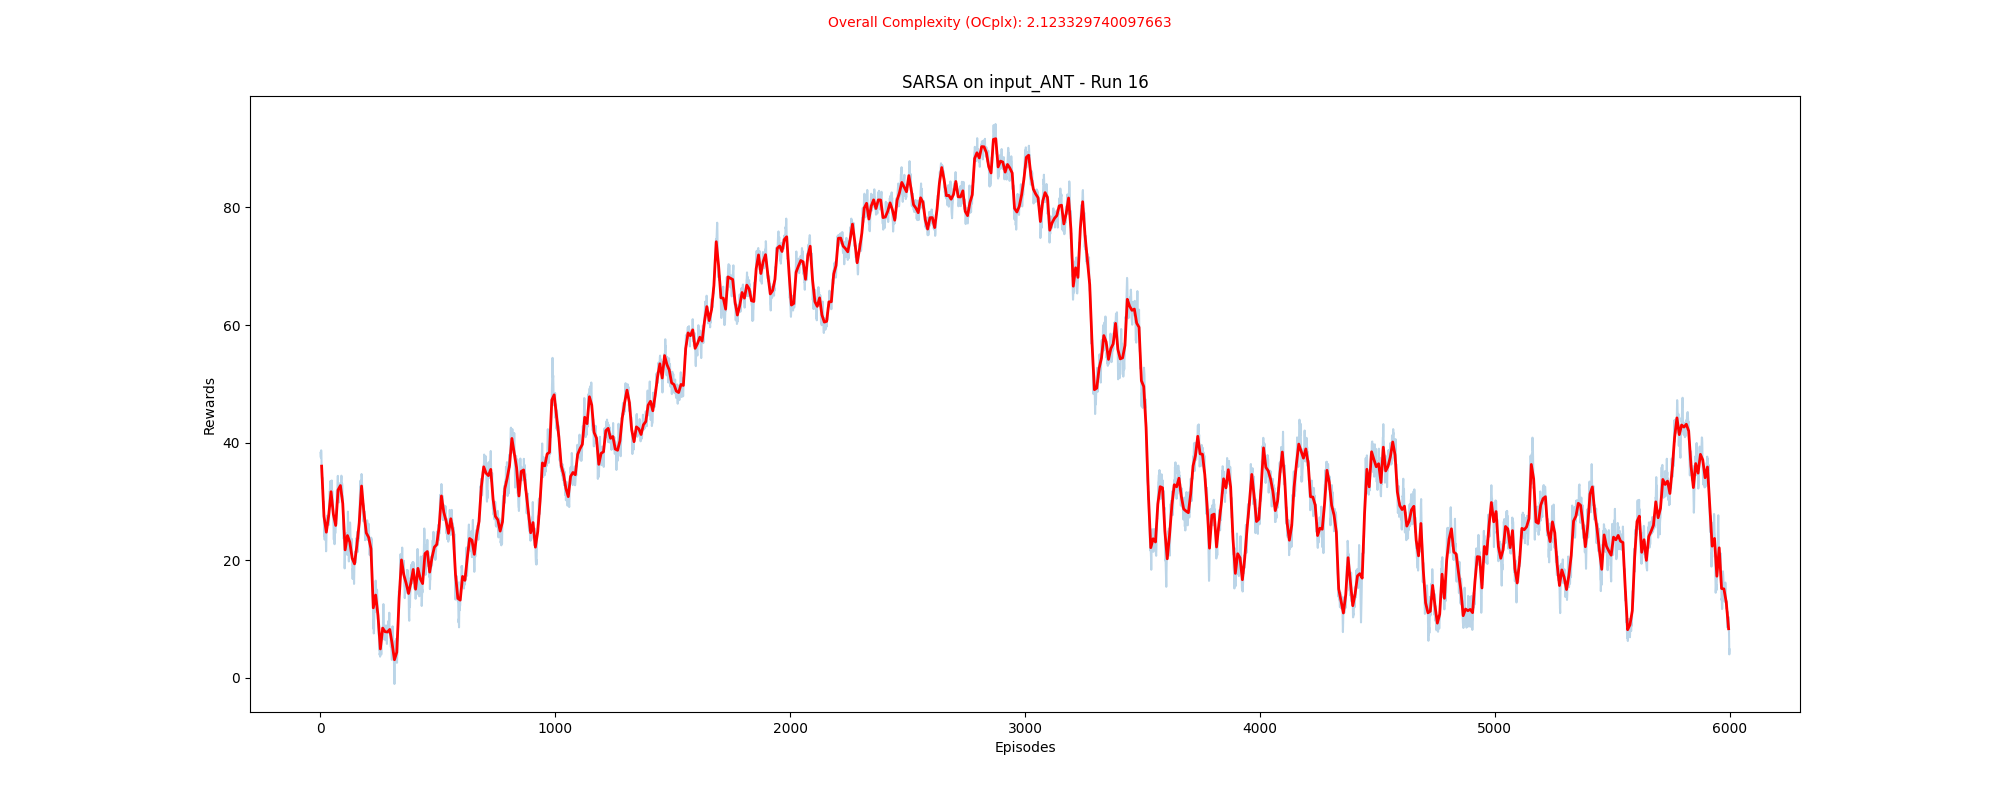 Overall Complexity (OCplx): 2.123329740097663
SARSA on input_ANT - Run 16
Rewards
80
60
40
20
0
0 1000 2000 3000 4000 5000 6000
Episodes